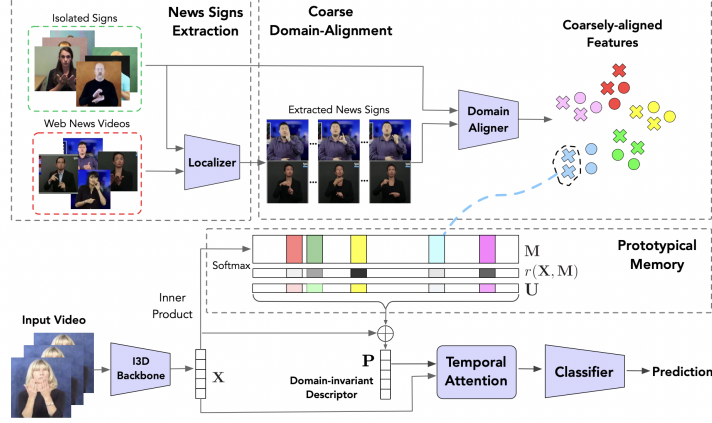 News Signs
Extraction
Coarse
Domain-Alignment
Isolated Signs
Web News Videos
Localizer
Extracted News Signs
...
...
...
...
Domain
Aligner
Coarsely-aligned
Features
Softmax
M
r(X, M)
U
Prototypical
Memory
Inner
Product
Input Video
I3D
Backbone
X
P
Domain-invariant
Descriptor
Temporal
Attention
Classifier
Prediction